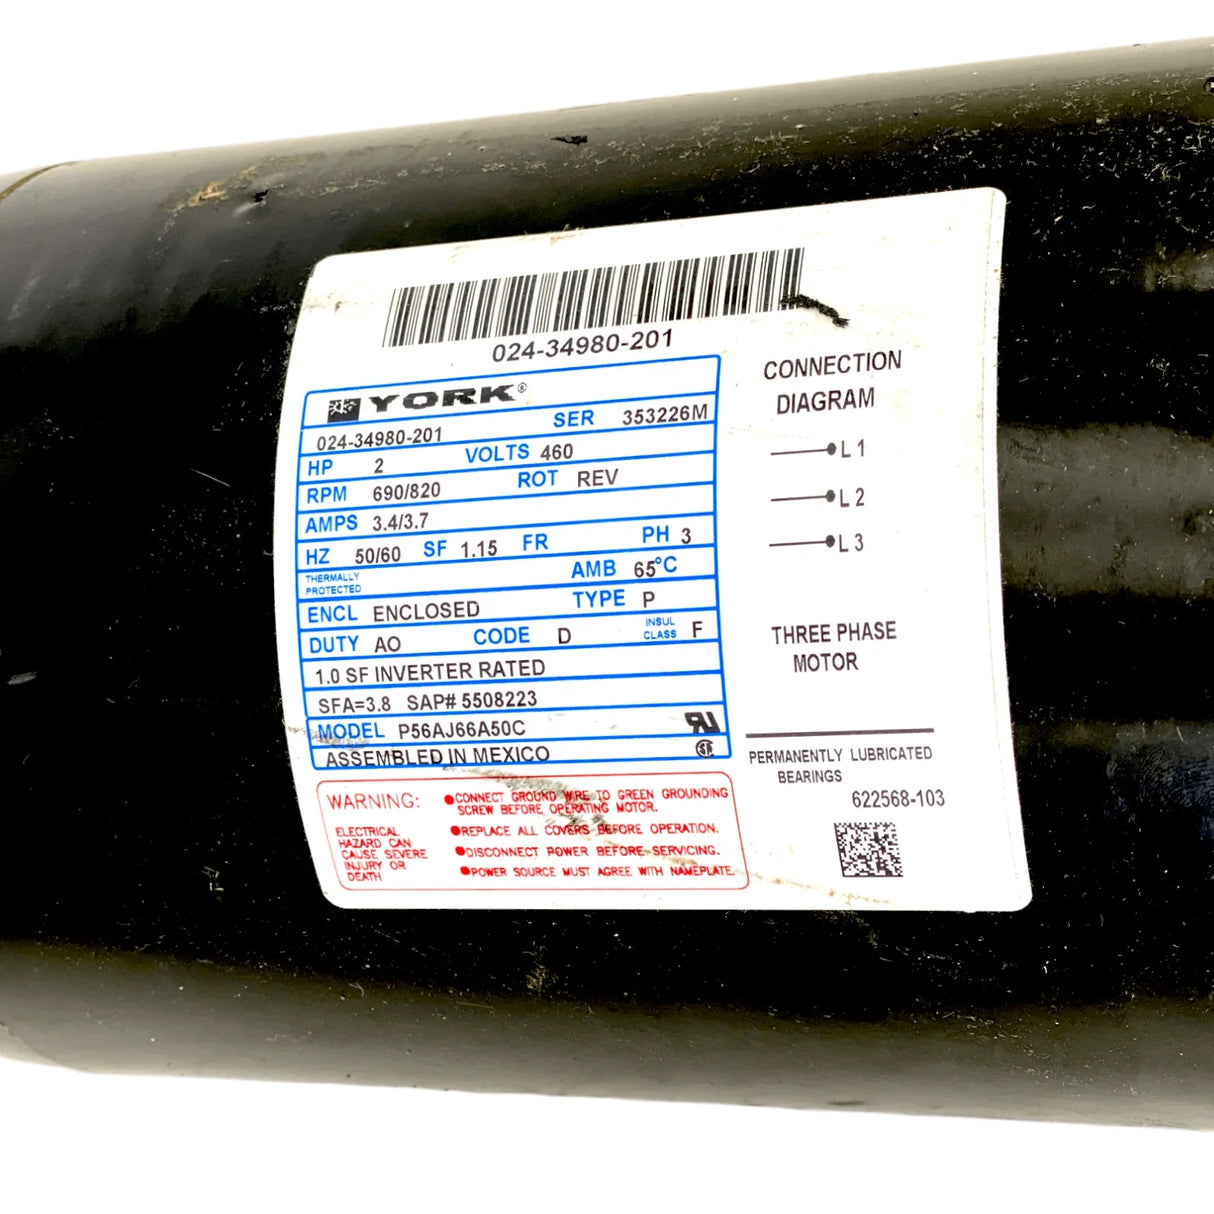 024-34980-201
YORK®
024-34980-201 SER 353226M
HP 2 VOLTS 460
RPM 690/820 ROT REV
AMPS 3.4/3.7
HZ 50/60 SF 1.15 FR PH 3
THERMALLY
PROTECTED
AMB 65°C
ENCL ENCLOSED TYPE P
DUTY AO CODE D INSUL
CLASS F
1.0 SF INVERTER RATED
SFA=3.8 SAP# 5508223
MODEL P56AJ66A50C
ASSEMBLED IN MEXICO
WARNING:
ELECTRICAL
HAZARD CAN
CAUSE SEVERE
INJURY OR
DEATH
●CONNECT GROUND WIRE TO GREEN GROUNDING
SCREW BEFORE OPERATING MOTOR.
●REPLACE ALL COVERS BEFORE OPERATION.
●DISCONNECT POWER BEFORE SERVICING.
●POWER SOURCE MUST AGREE WITH NAMEPLATE.
CONNECTION
DIAGRAM
L1
L2
L3
THREE PHASE
MOTOR
PERMANENTLY LUBRICATED
BEARINGS
622568-103